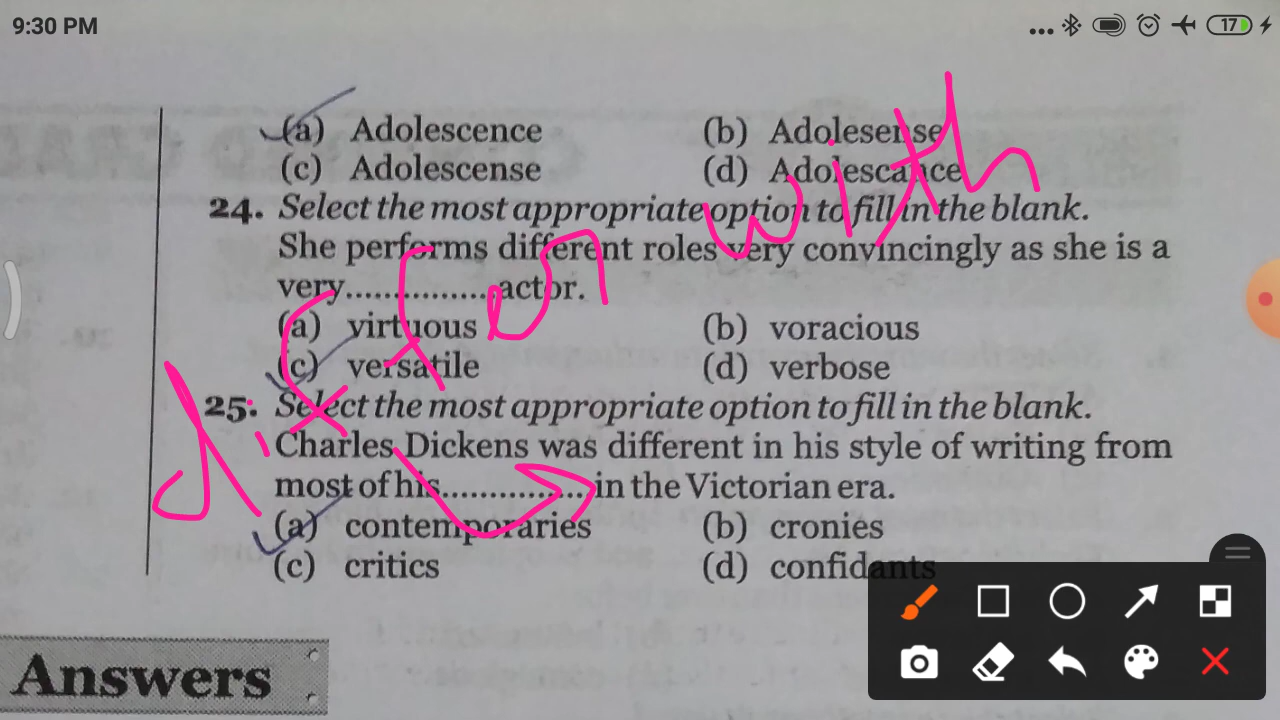 9:30 PM
17
(a) Adolescence (b) Adolesense
(c) Adolescense (d) Adolescance
24. Select the most appropriate option to fill in the blank.
She performs different roles very convincingly as she is a
very...............actor.
(a) virtuous (b) voracious
(c) versatile (d) verbose
25. Select the most appropriate option to fill in the blank.
Charles Dickens was different in his style of writing from
most of his...............in the Victorian era.
(a) contemporaries (b) cronies
(c) critics (d) confidants
Answers
with